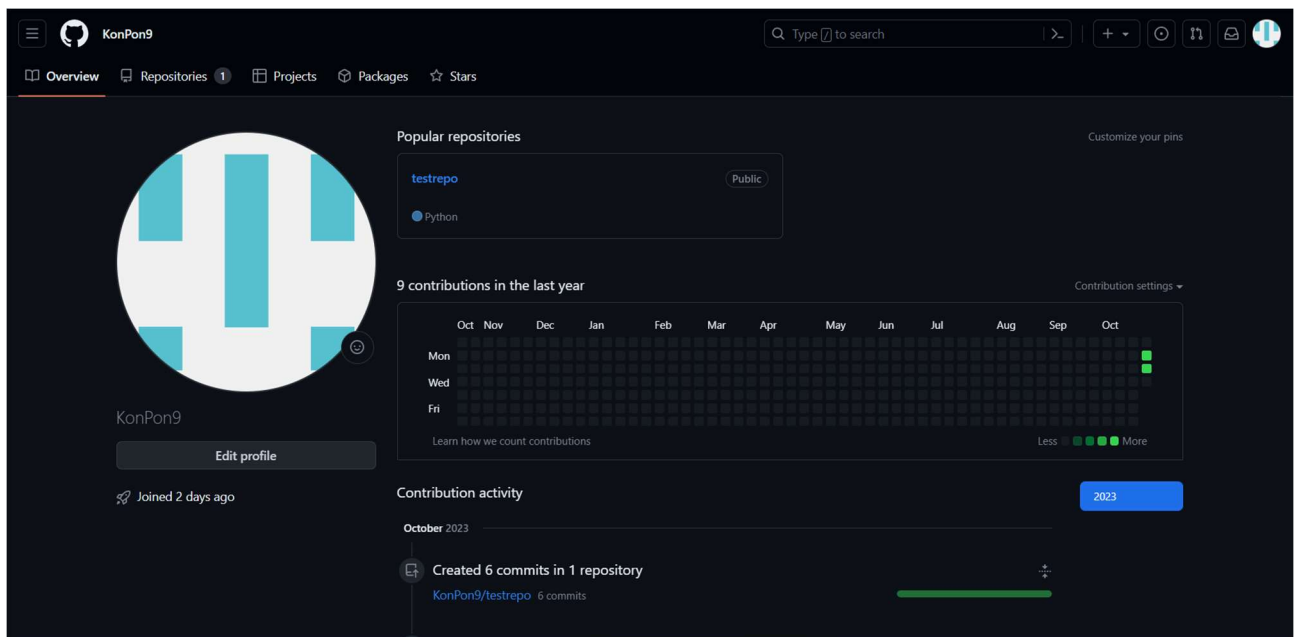 KonPon9
Type / to search
Overview Repositories 1 Projects Packages Stars
Popular repositories
Customize your pins
testrepo
Public
Python
9 contributions in the last year
Contribution settings
Oct Nov Dec Jan Feb Mar Apr May Jun Jul Aug Sep Oct
Mon
Wed
Fri
Learn how we count contributions
Less More
KonPon9
Edit profile
Joined 2 days ago
Contribution activity
2023
October 2023
Created 6 commits in 1 repository
KonPon9/testrepo 6 commits